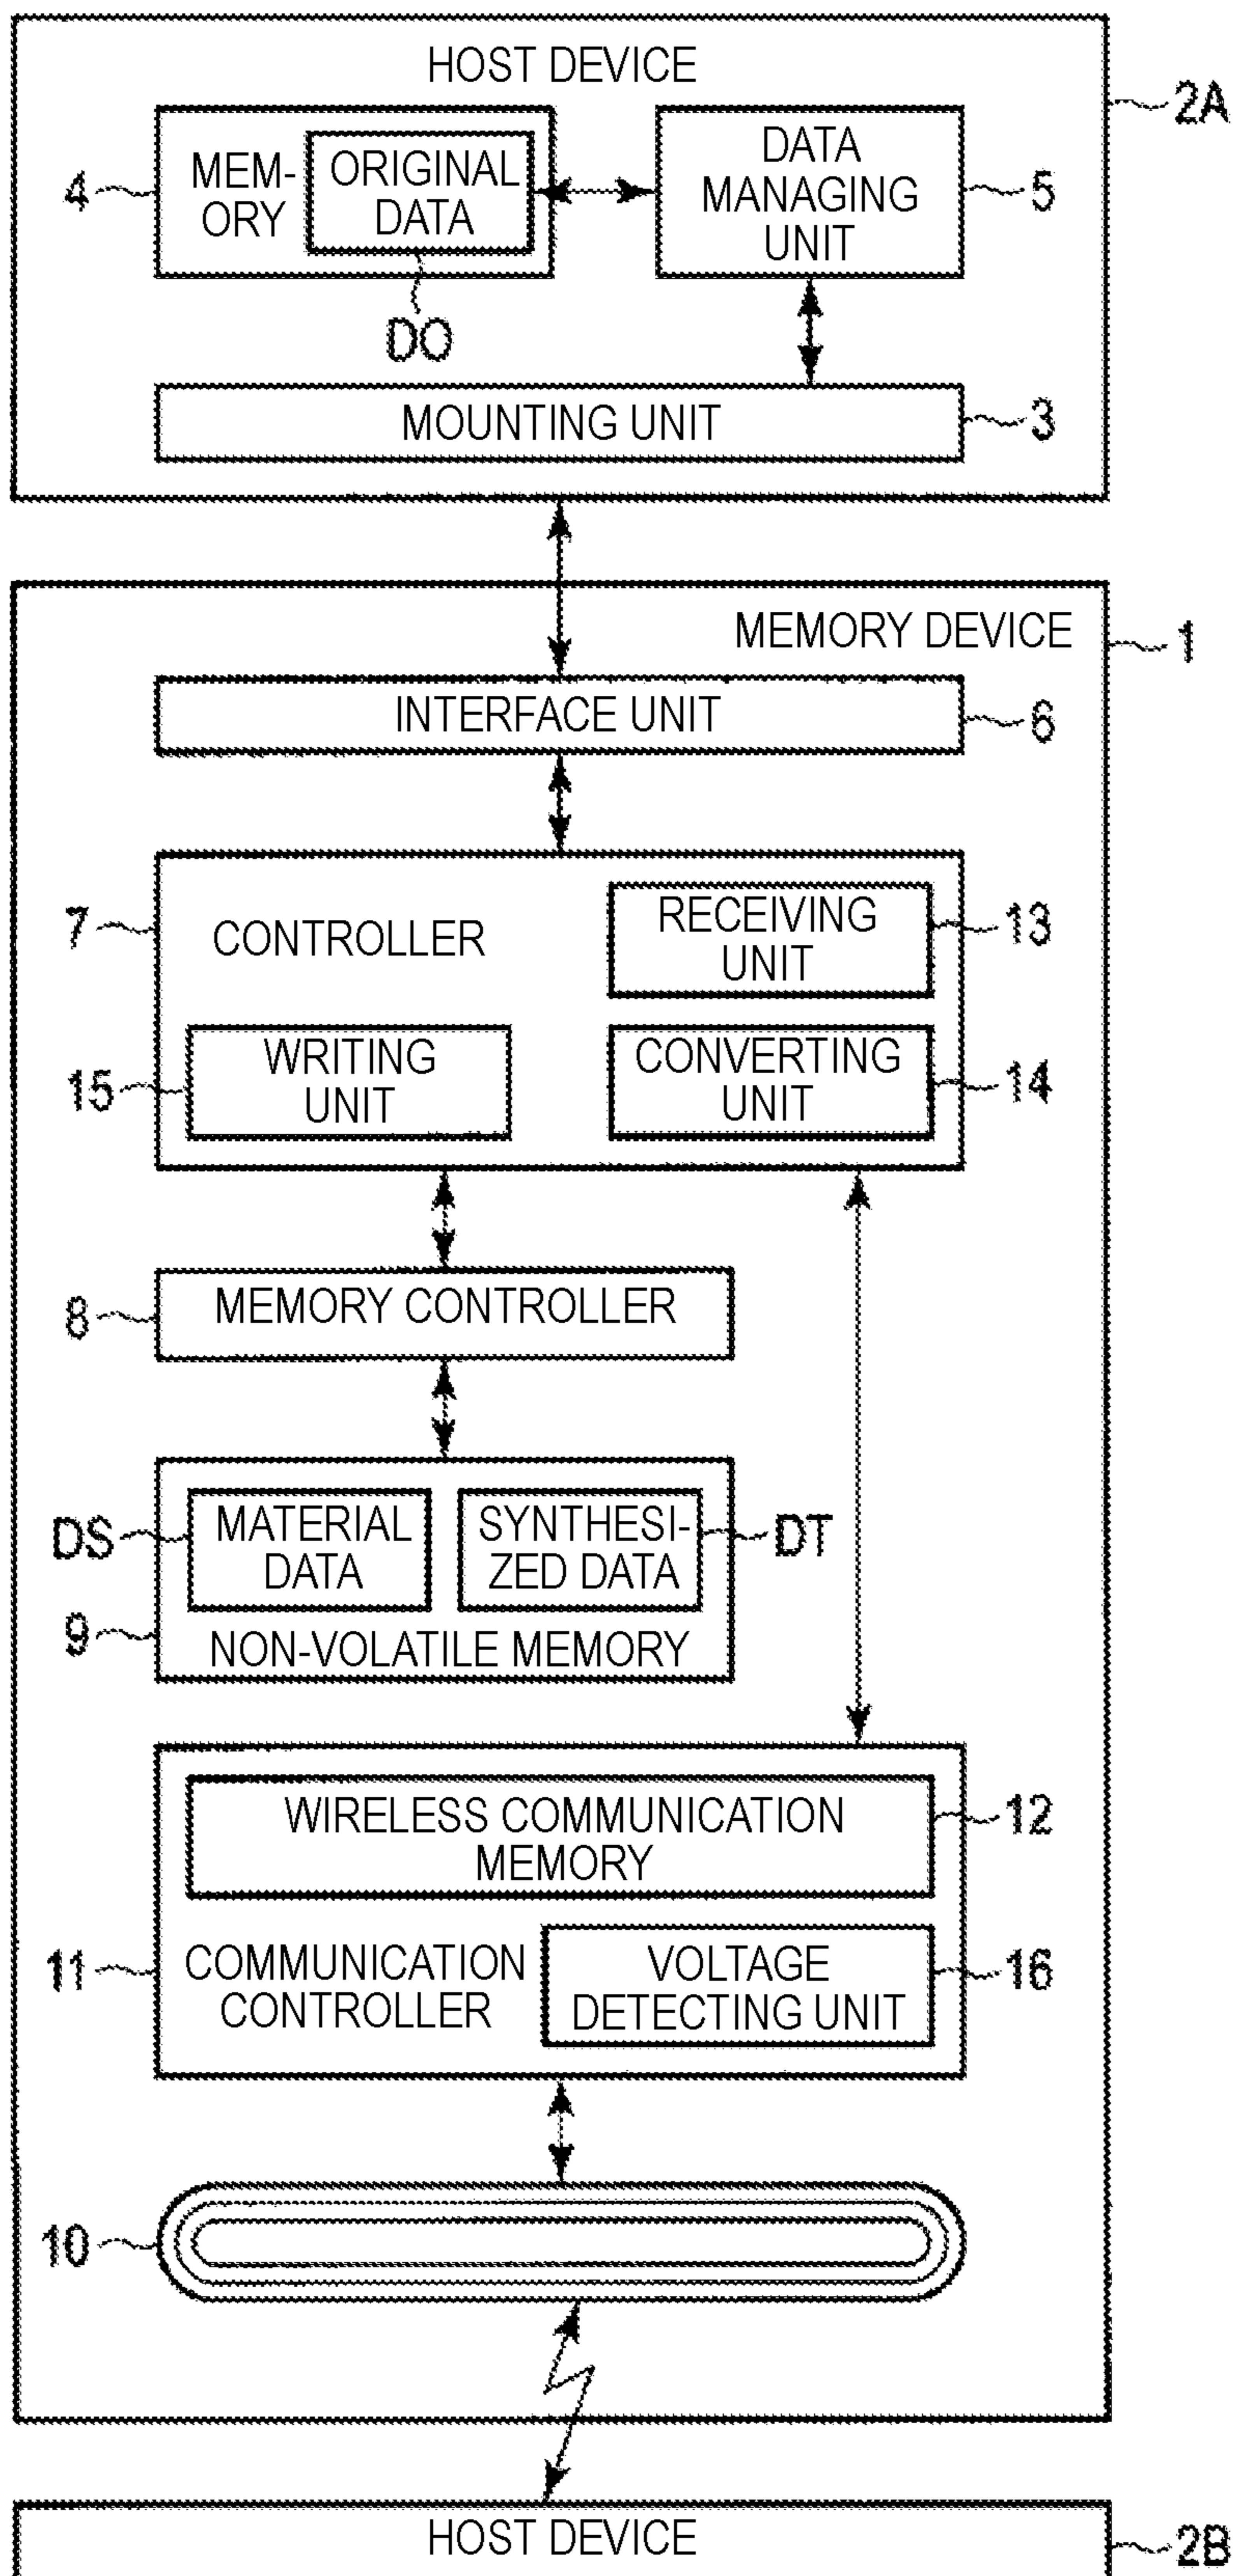 HOST DEVICE
2A
4
MEM-
ORY
ORIGINAL
DATA
DATA
MANAGING
UNIT
5
DO
MOUNTING UNIT
3
MEMORY DEVICE
1
INTERFACE UNIT
6
7
CONTROLLER
RECEIVING
UNIT
13
15
WRITING
UNIT
CONVERTING
UNIT
14
8
MEMORY CONTROLLER
DS
MATERIAL
DATA
SYNTHESI-
ZED DATA
DT
9
NON-VOLATILE MEMORY
WIRELESS COMMUNICATION
MEMORY
12
11
COMMUNICATION
CONTROLLER
VOLTAGE
DETECTING UNIT
16
10
HOST DEVICE
2B